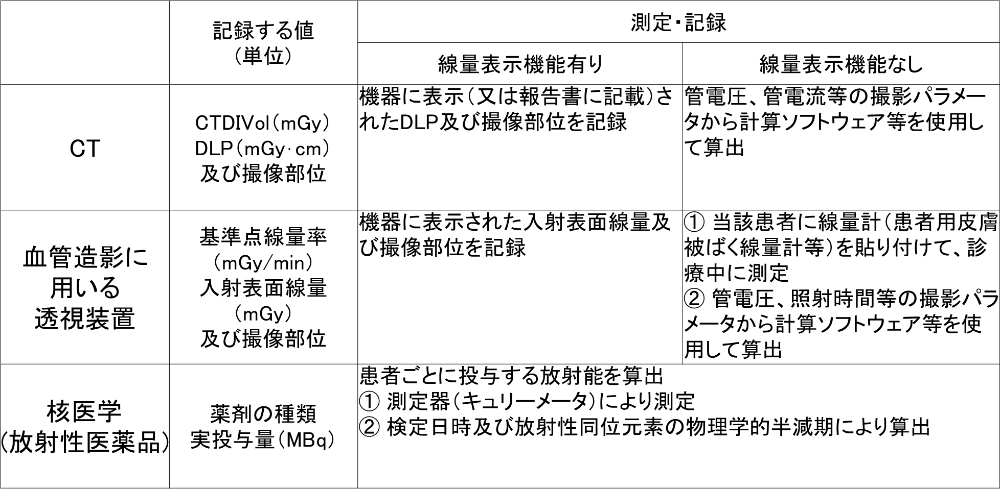 記録する値
（単位）
測定・記録
線量表示機能有り
線量表示機能なし
CT
CTDIVol（mGy）
DLP（mGy･cm）
及び撮像部位
機器に表示（又は報告書に記載）さ
れたDLP及び撮像部位を記録
管電圧、管電流等の撮影パラメー
タから計算ソフトウェア等を使用し
て算出
血管造影に
用いる
透視装置
基準点線量率
（mGy/min）
入射表面線量
（mGy）
及び撮像部位
機器に表示された入射表面線量及
び撮像部位を記録
① 当該患者に線量計（患者用皮膚
被ばく線量計等）を貼り付けて、診
療中に測定
② 管電圧、照射時間等の撮影パラ
メータから計算ソフトウェア等を使
用して算出
核医学
(放射性医薬品)
薬剤の種類
実投与量（MBq）
患者ごとに投与する放射能を算出
① 測定器（キュリーメータ）により測定
② 検定日時及び放射性同位元素の物理学的半減期により算出